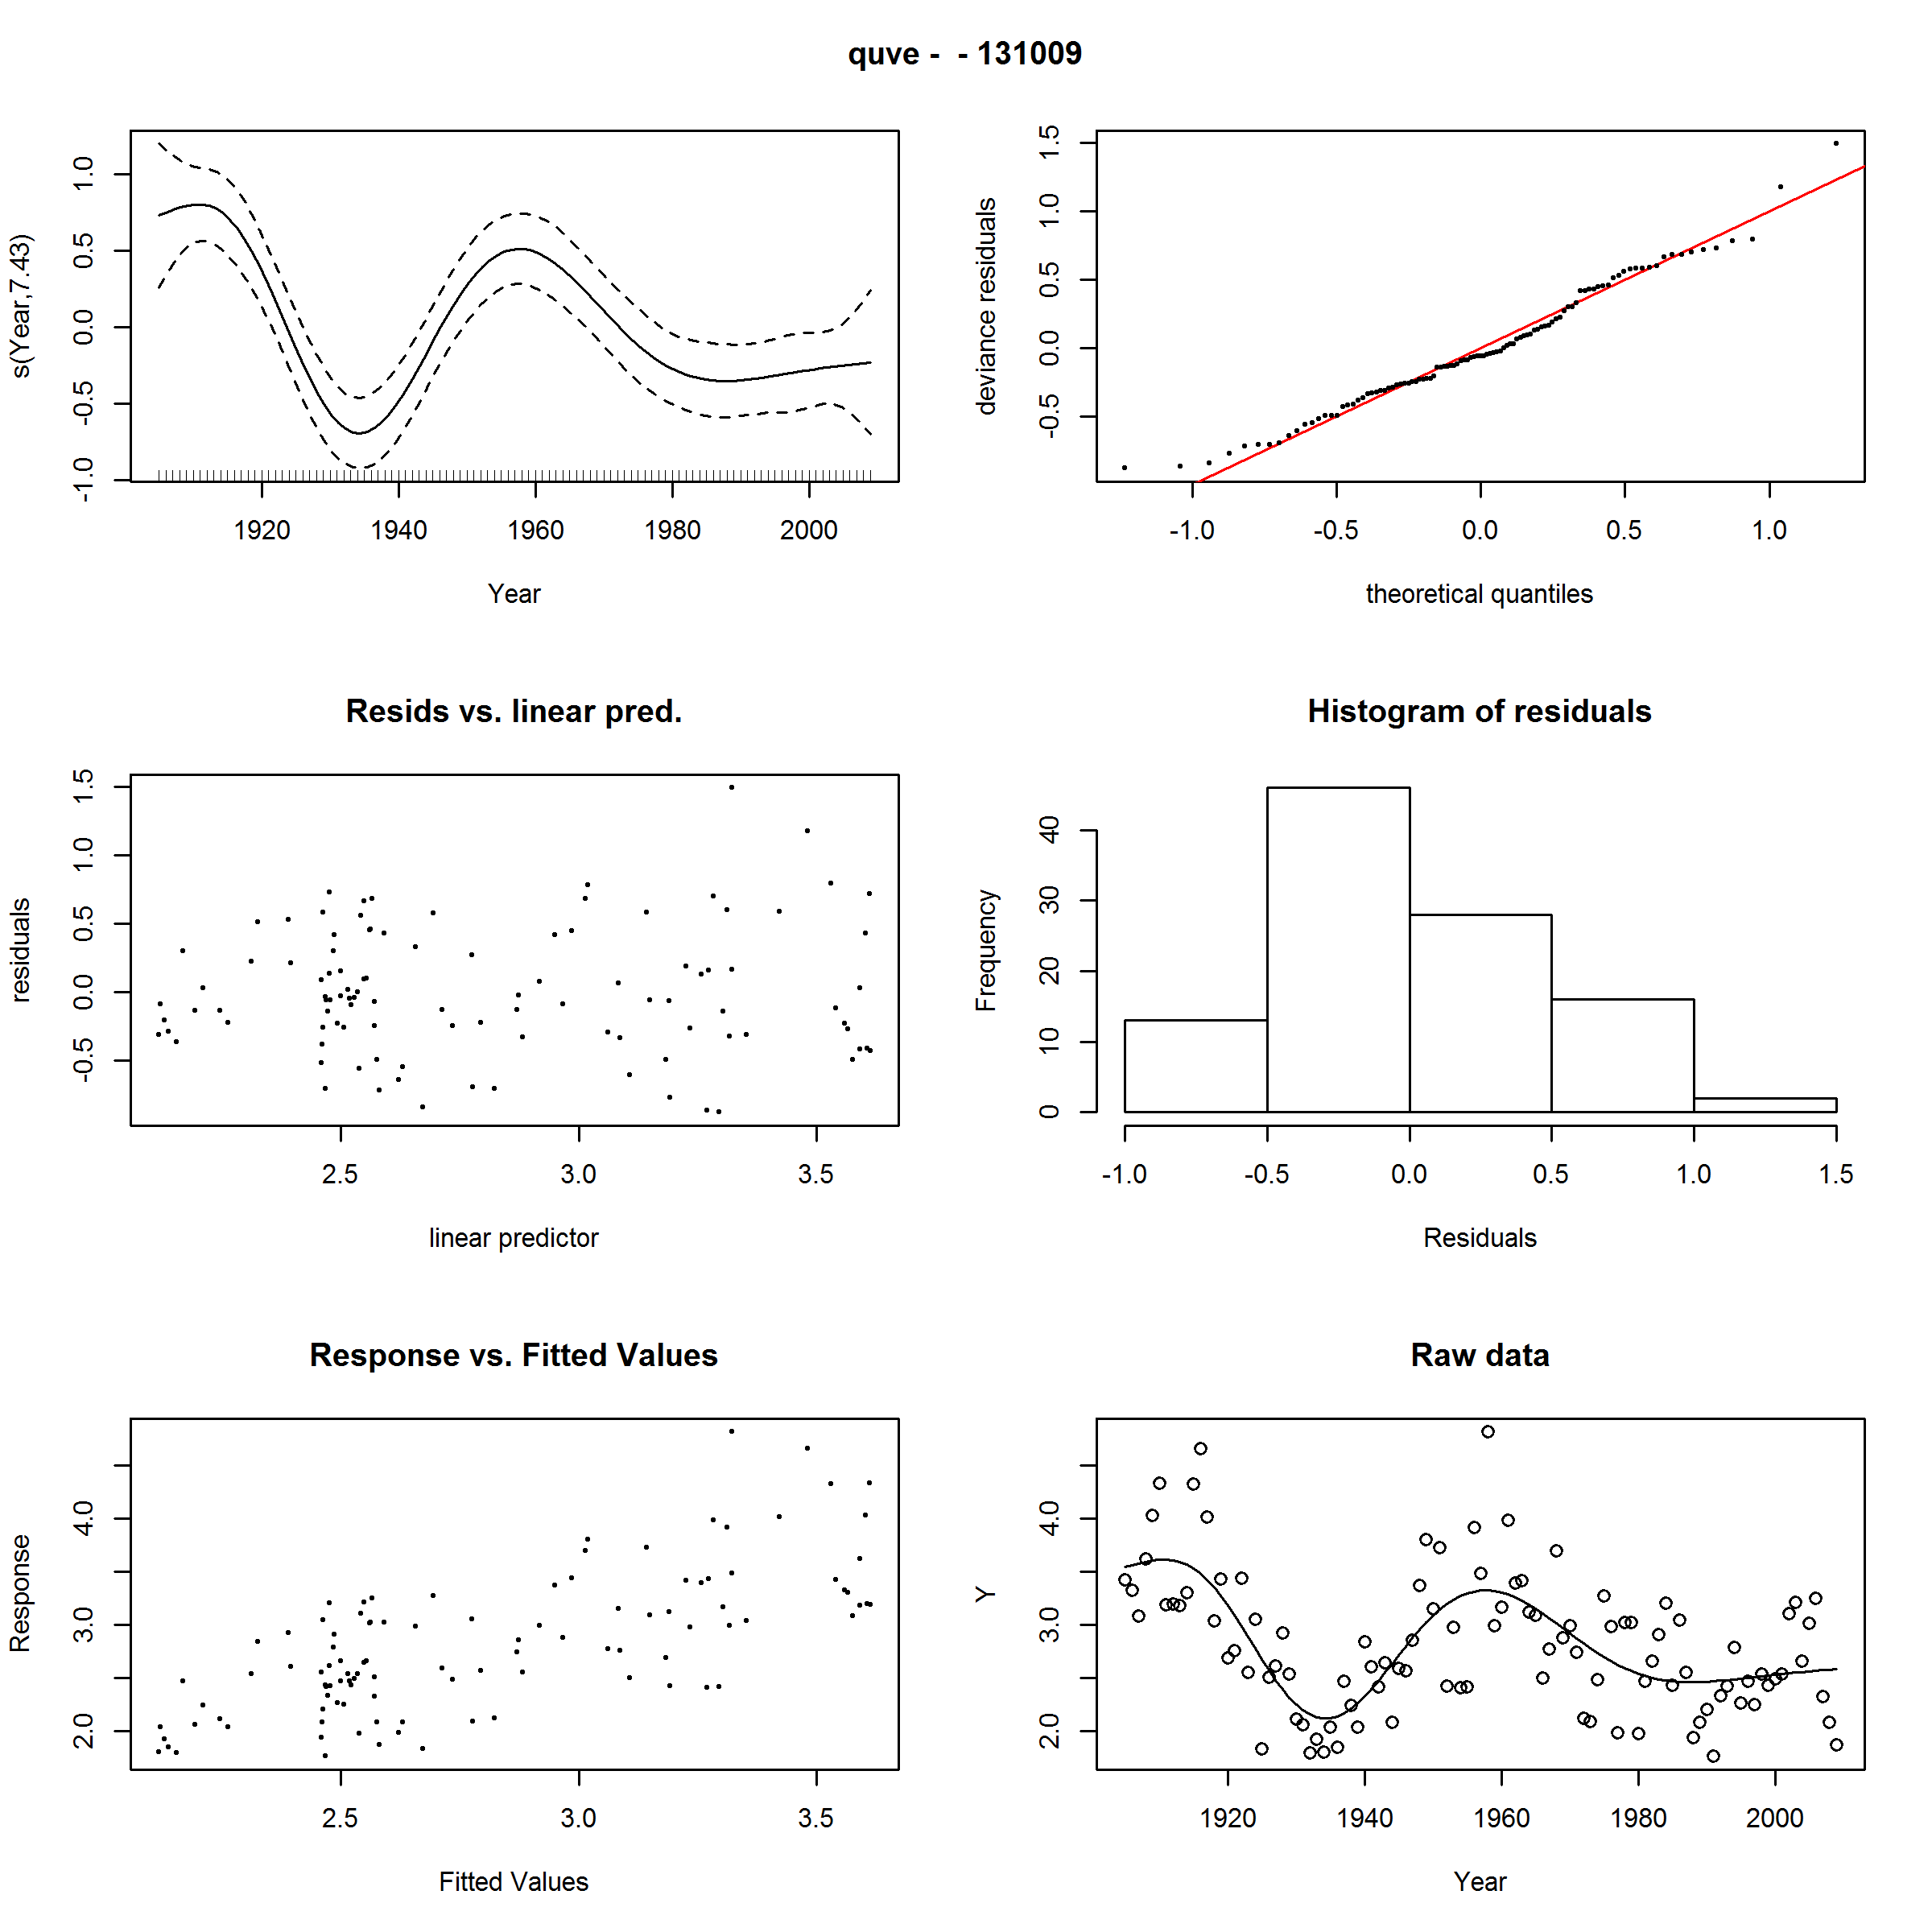 quve -  - 131009
s(Year,7.43)
1.0
0.5
0.0
-0.5
-1.0
1920 1940 1960 1980 2000
Year
deviance residuals
1.5
1.0
0.5
0.0
-0.5
-1.0 -0.5 0.0 0.5 1.0
theoretical quantiles
Resids vs. linear pred.
residuals
1.5
1.0
0.5
0.0
-0.5
2.5 3.0 3.5
linear predictor
Histogram of residuals
Frequency
40
30
20
10
0
-1.0 -0.5 0.0 0.5 1.0 1.5
Residuals
Response vs. Fitted Values
Response
4.0
3.0
2.0
2.5 3.0 3.5
Fitted Values
Raw data
Y
4.0
3.0
2.0
1920 1940 1960 1980 2000
Year